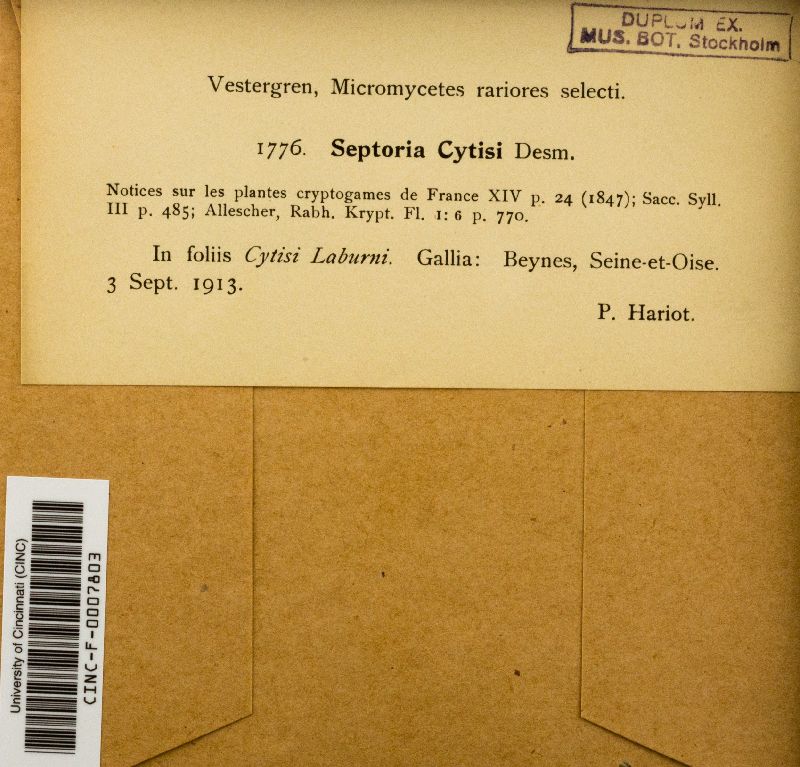 DUPLUM EX.
MUS. BOT. Stockholm
Vestergren, Micromycetes rariores selecti.
1776. Septoria Cytisi Desm.
Notices sur les plantes cryptogames de France XIV p. 24 (1847); Sacc. Syll.
III p. 485; Allescher, Rabh. Krypt. Fl. 1: 6 p. 770.
In foliis Cytisi Laburni. Gallia: Beynes, Seine-et-Oise.
3 Sept. 1913.
P. Hariot.
University of Cincinnati (CINC)
CINC-F-0007803